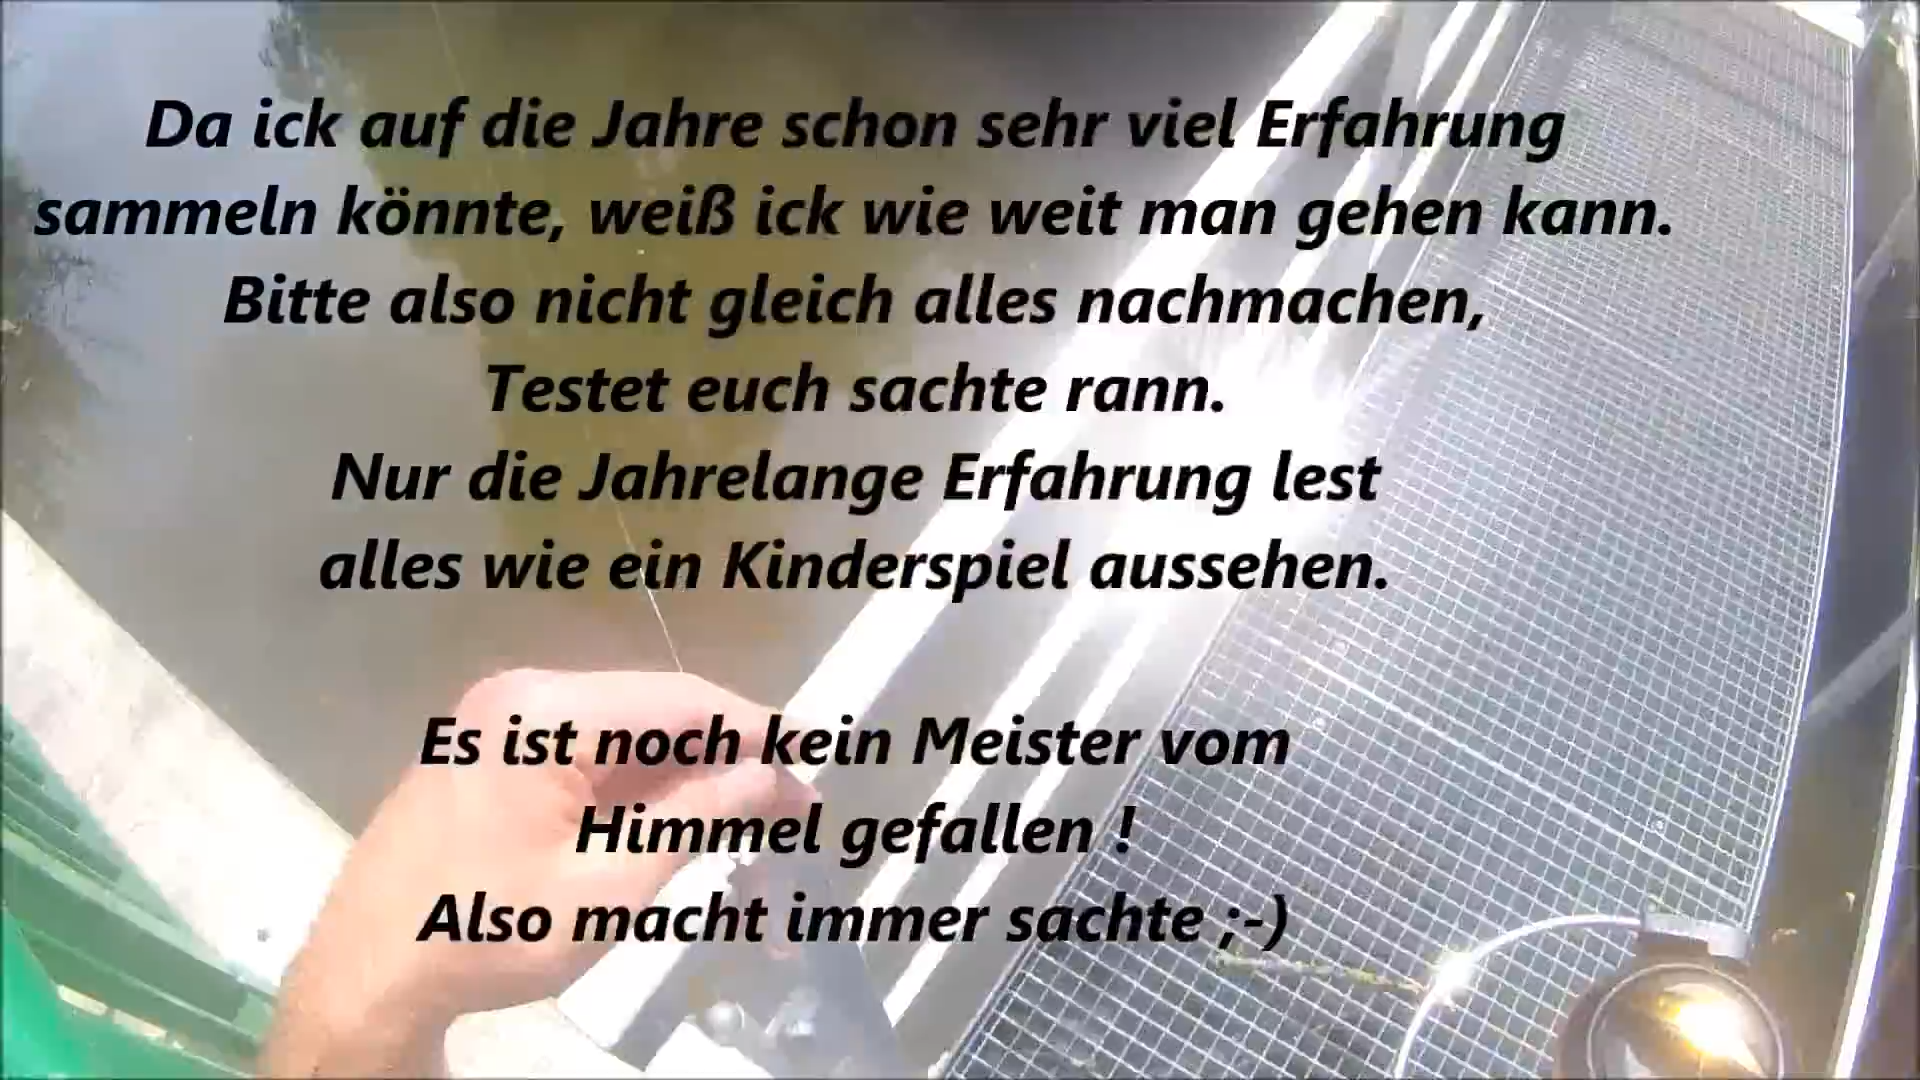 Da ick auf die Jahre schon sehr viel Erfahrung
sammeln könnte, weiß ick wie weit man gehen kann.
Bitte also nicht gleich alles nachmachen,
Testet euch sachte rann.
Nur die Jahrelange Erfahrung lest
alles wie ein Kinderspiel aussehen.
Es ist noch kein Meister vom
Himmel gefallen !
Also macht immer sachte ;-)